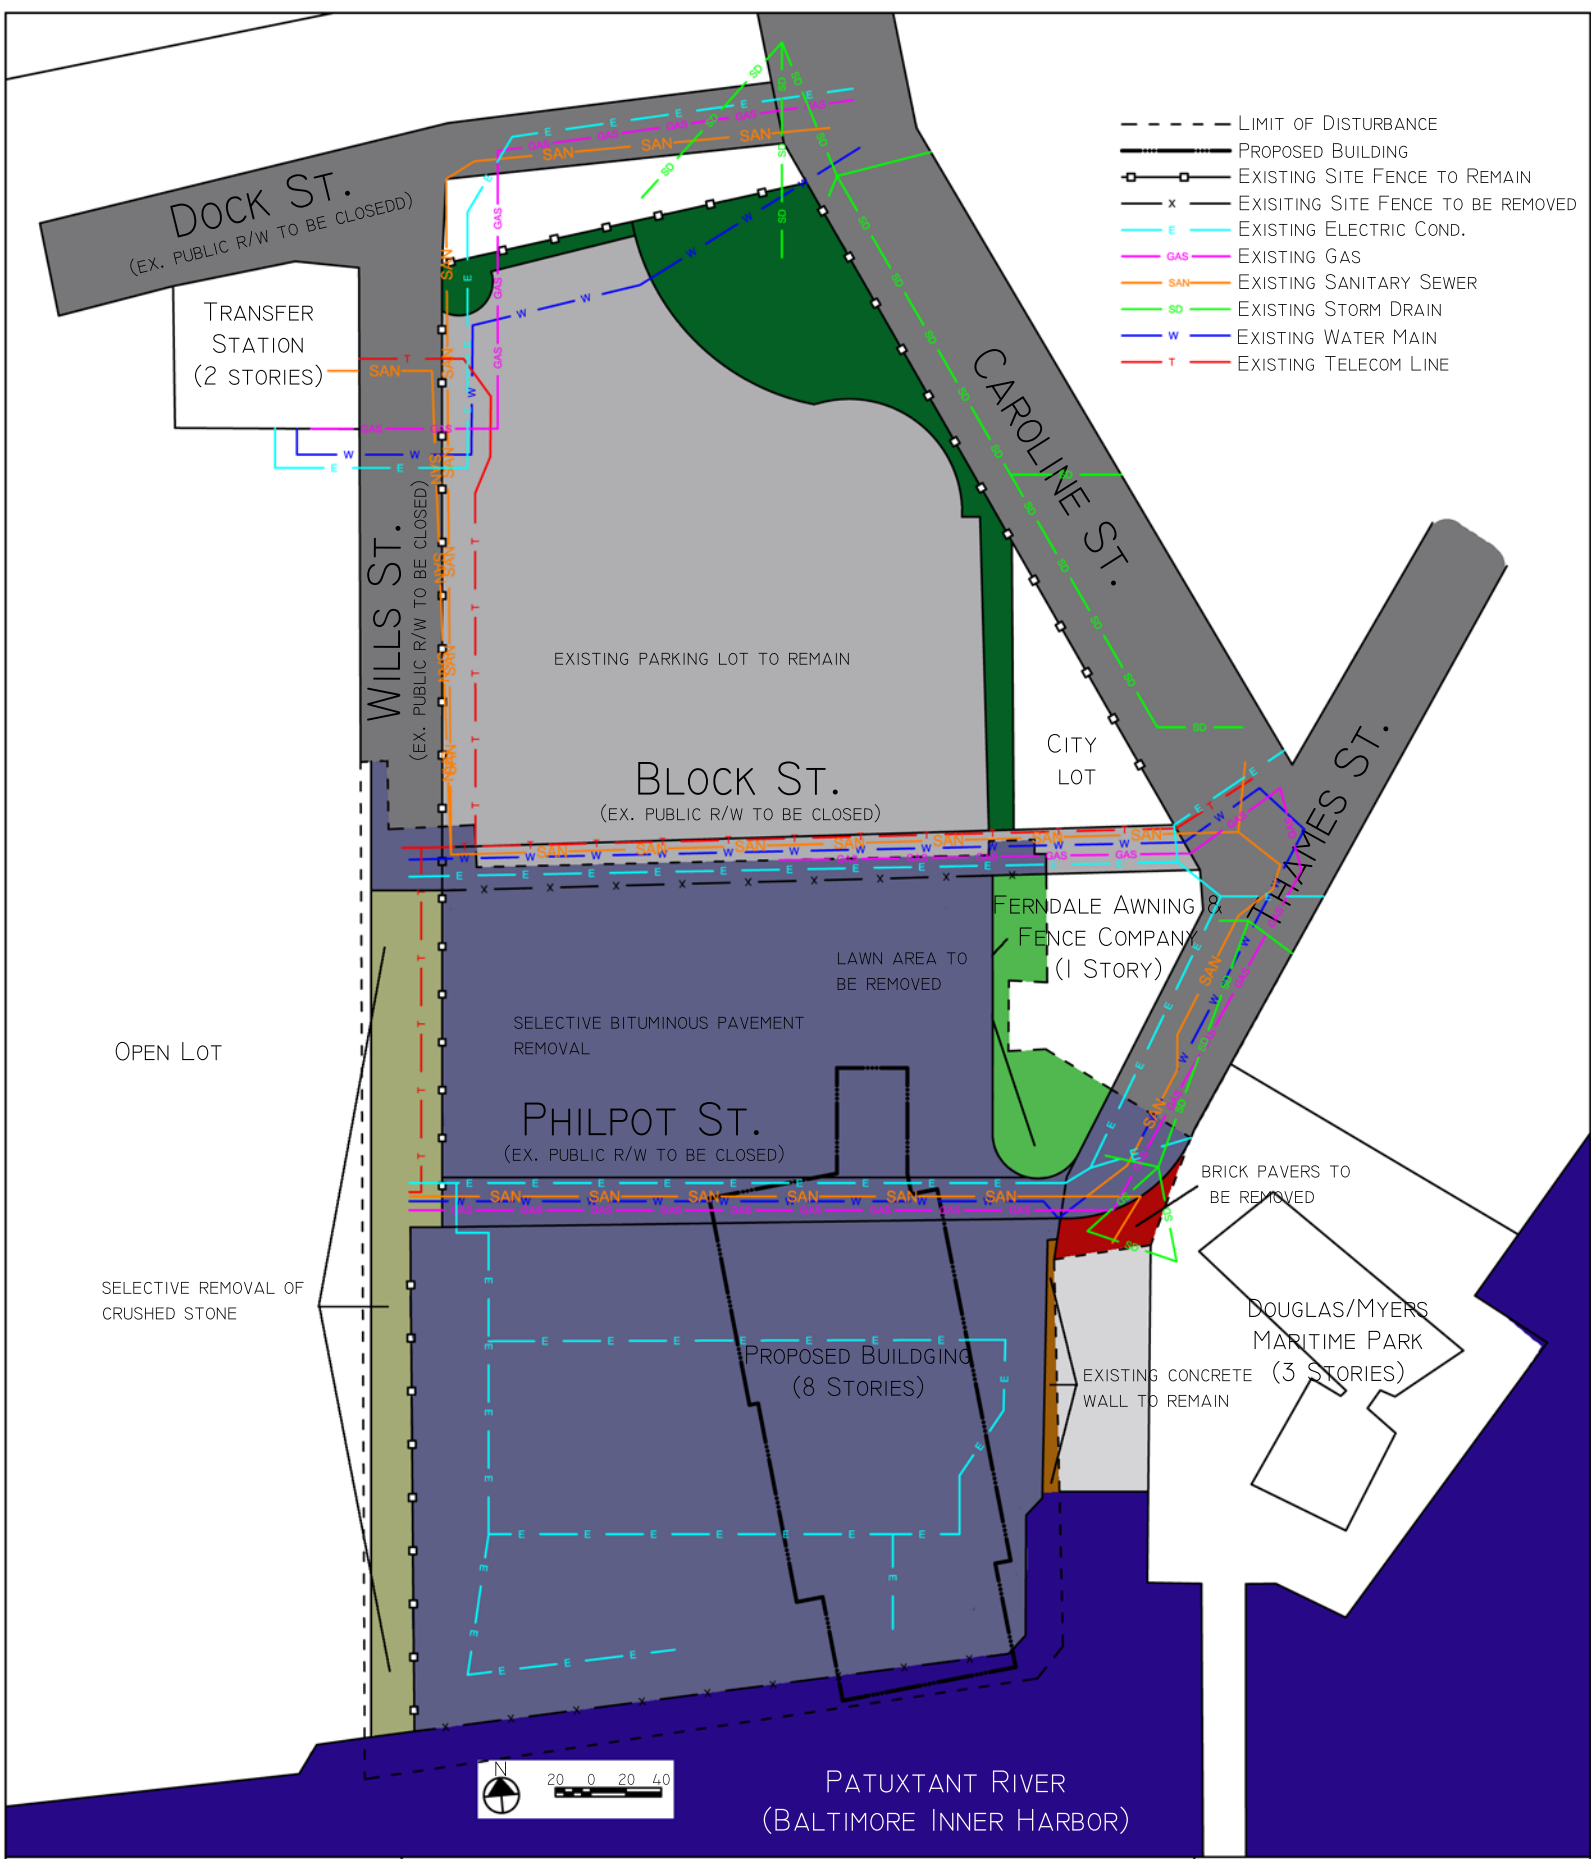 LIMIT OF DISTURBANCE
PROPOSED BUILDING
EXISTING SITE FENCE TO REMAIN
X EXISITING SITE FENCE TO BE REMOVED
E EXISTING ELECTRIC COND.
GAS EXISTING GAS
SAN EXISTING SANITARY SEWER
SD EXISTING STORM DRAIN
W EXISTING WATER MAIN
T EXISTING TELECOM LINE
DOCK ST.
(EX. PUBLIC R/W TO BE CLOSEDD)
TRANSFER
STATION
(2 STORIES)
CAROLINE ST.
WILLS ST.
(EX. PUBLIC R/W TO BE CLOSED)
EXISTING PARKING LOT TO REMAIN
BLOCK ST.
(EX. PUBLIC R/W TO BE CLOSED)
CITY
LOT
THAMES ST.
FERNDALE AWNING &
FENCE COMPANY
(1 STORY)
LAWN AREA TO
BE REMOVED
SELECTIVE BITUMINOUS PAVEMENT
REMOVAL
OPEN LOT
PHILPOT ST.
(EX. PUBLIC R/W TO BE CLOSED)
BRICK PAVERS TO
BE REMOVED
SELECTIVE REMOVAL OF
CRUSHED STONE
DOUGLAS/MYERS
MARITIME PARK
(3 STORIES)
PROPOSED BUILDGING
(8 STORIES)
EXISTING CONCRETE
WALL TO REMAIN
N
20 0 20 40
PATUXTANT RIVER
(BALTIMORE INNER HARBOR)